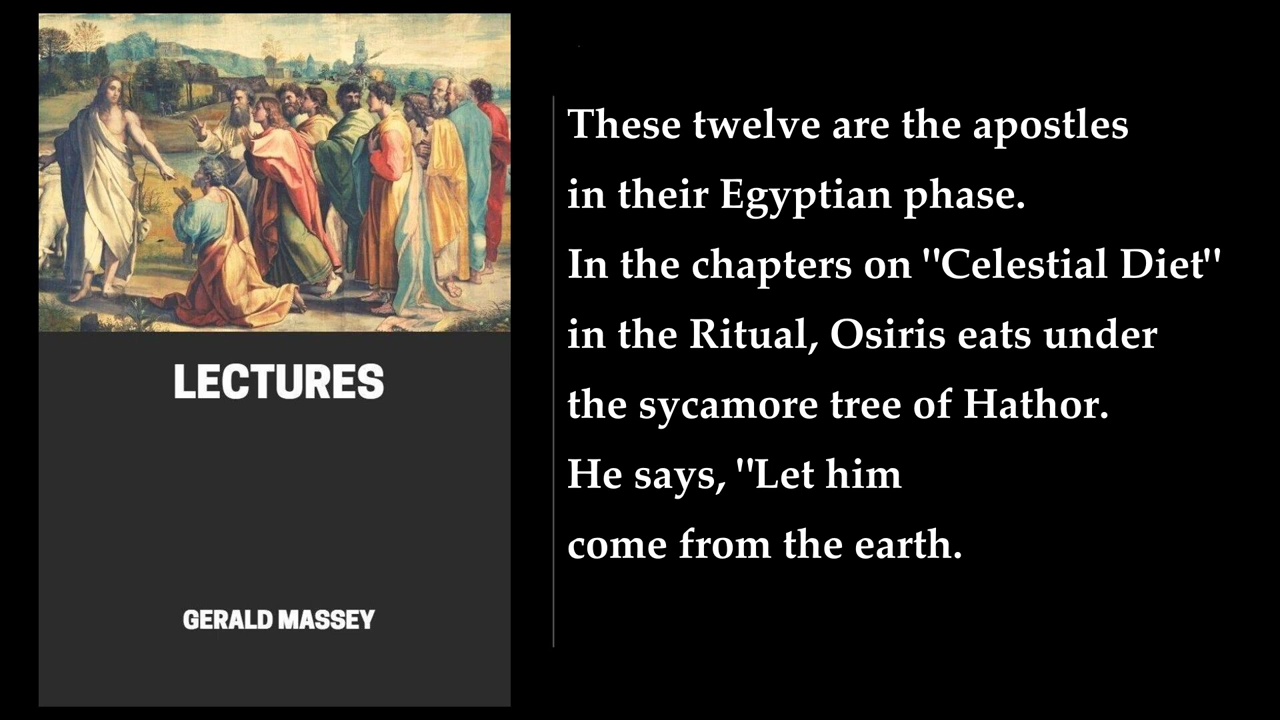 LECTURES
GERALD MASSEY
These twelve are the apostles
in their Egyptian phase.
In the chapters on "Celestial Diet"
in the Ritual, Osiris eats under
the sycamore tree of Hathor.
He says, "Let him
come from the earth.